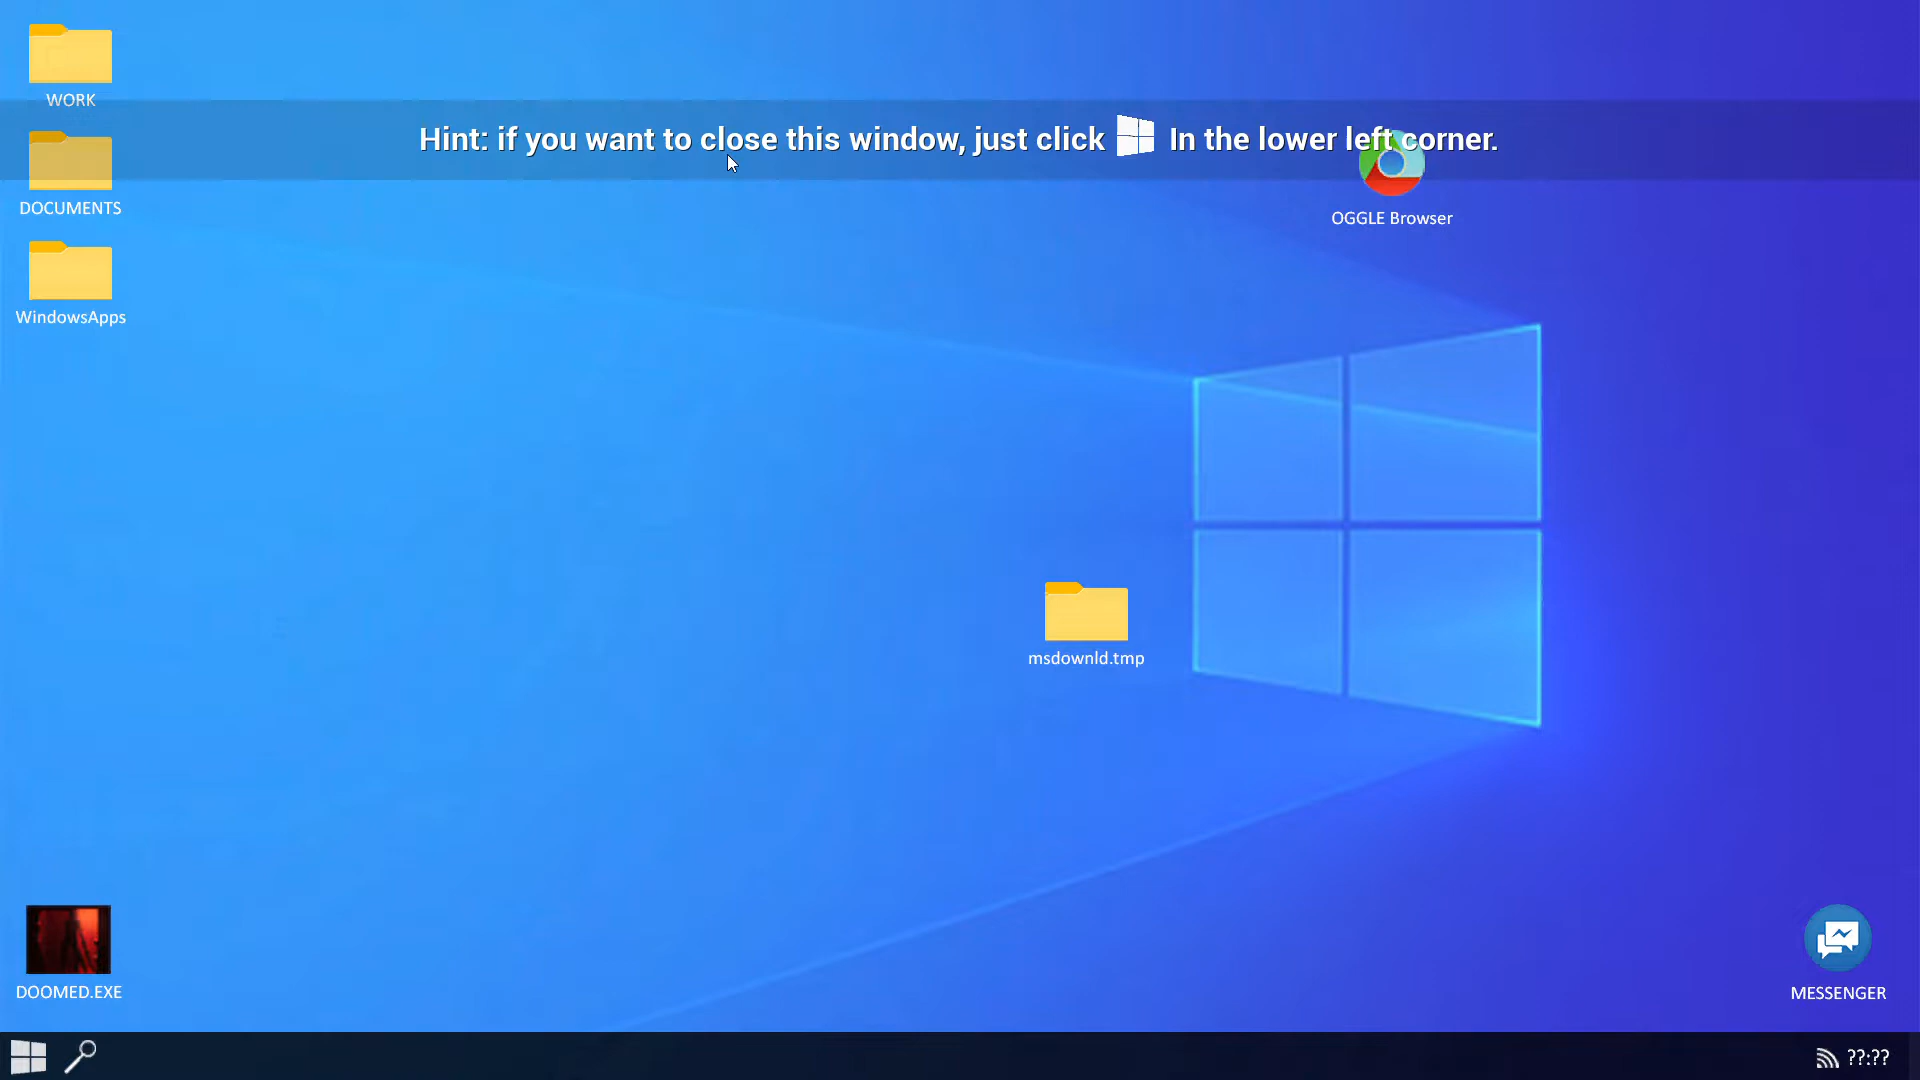 WORK
Hint: if you want to close this window, just click In the lower left corner.
DOCUMENTS
OGGLE Browser
WindowsApps
msdownld.tmp
DOOMED.EXE
MESSENGER
??:??